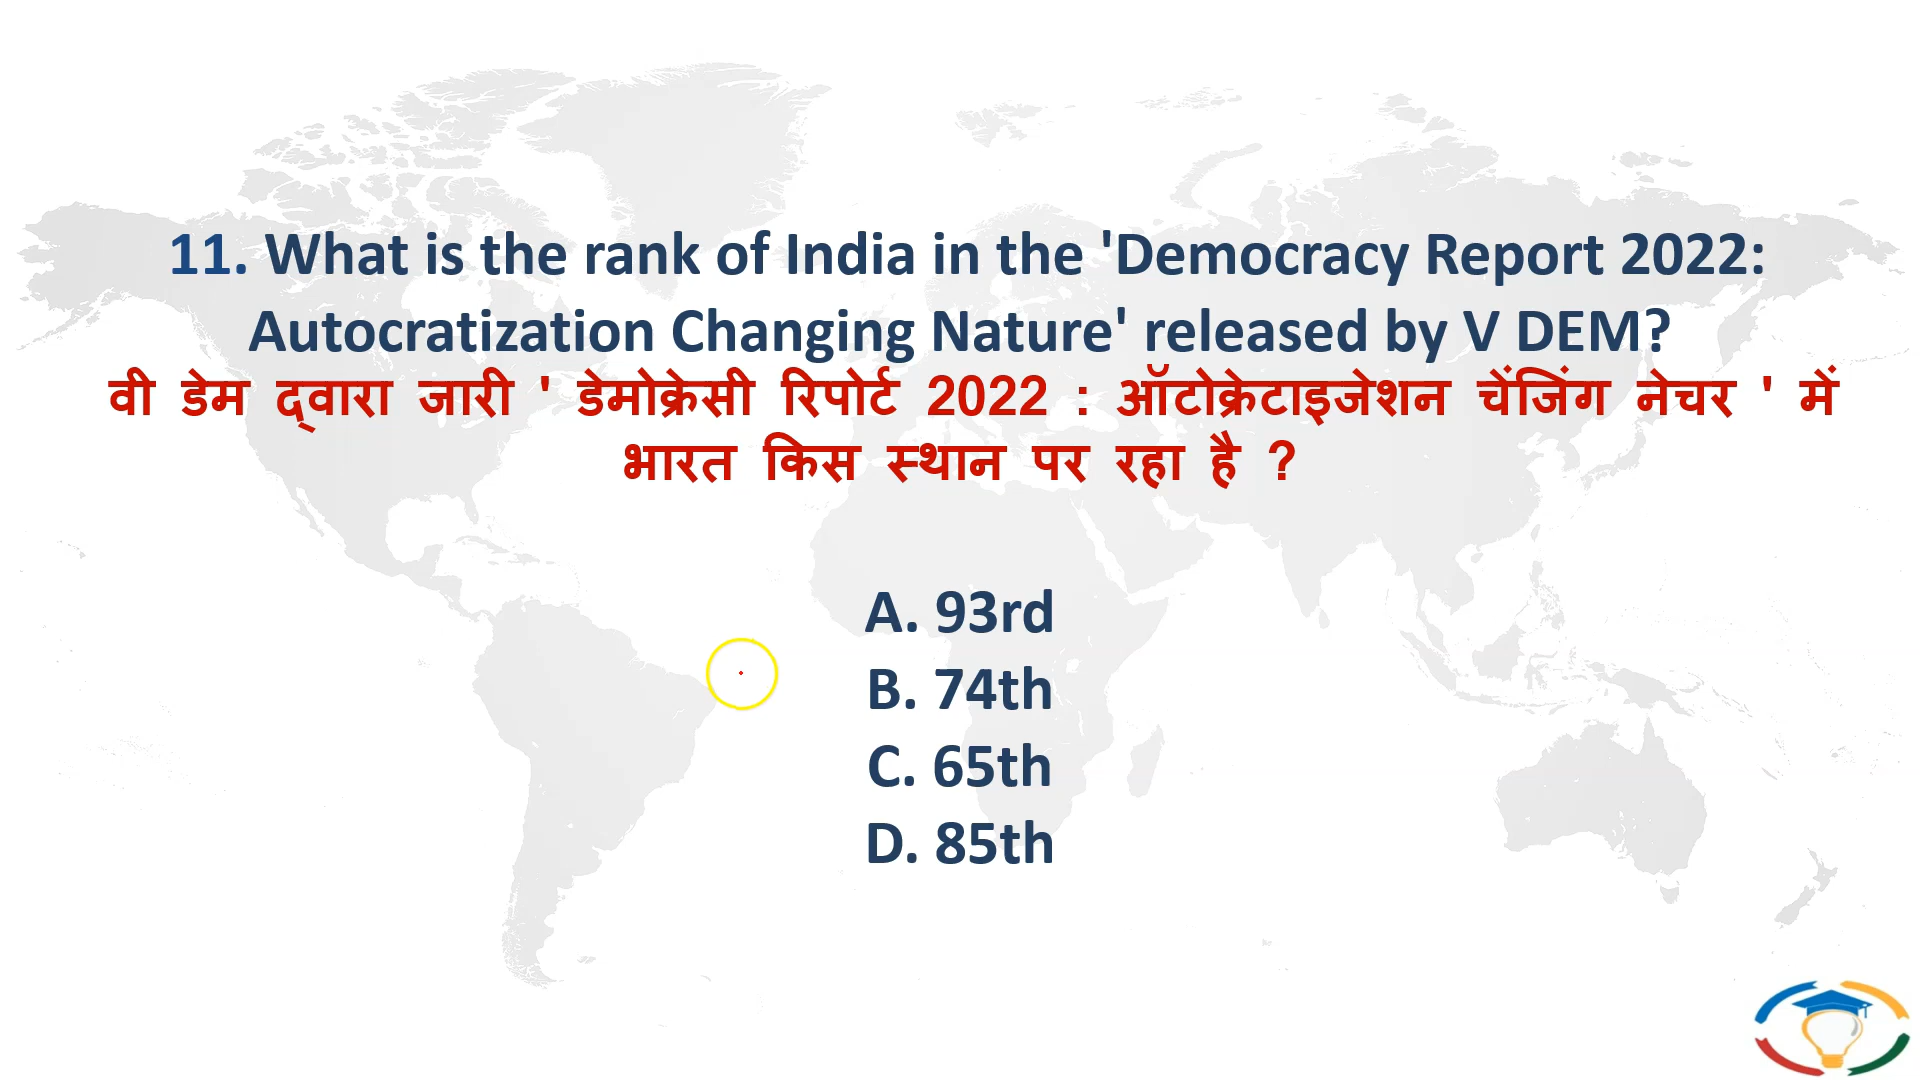 11. What is the rank of India in the 'Democracy Report 2022:
Autocratization Changing Nature' released by V DEM?
वी डेम द्वारा जारी ' डेमोक्रेसी रिपोर्ट 2022 : ऑटोक्रेटाइजेशन चेंजिंग नेचर ' में
भारत किस स्थान पर रहा है ?
A. 93rd
B. 74th
C. 65th
D. 85th